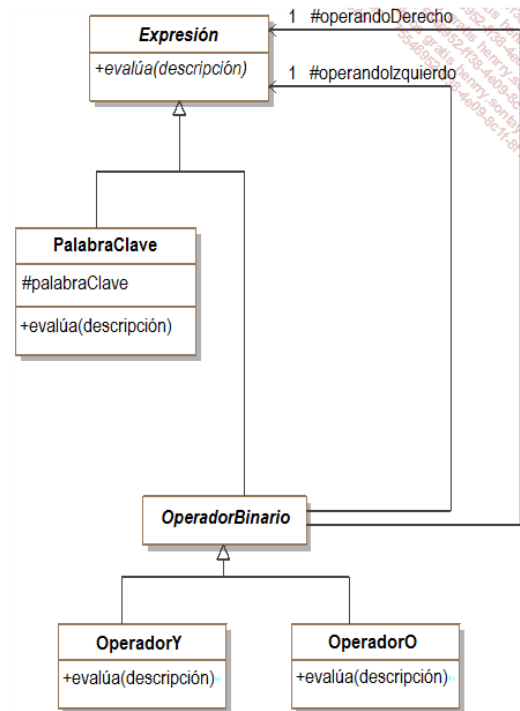 1 #operandoDerecho
Expresión
+evalúa(descripción)
1 #operandoIzquierdo
PalabraClave
#palabraClave
+evalúa(descripción)
OperadorBinario
OperadorY
+evalúa(descripción)
OperadorO
+evalúa(descripción)